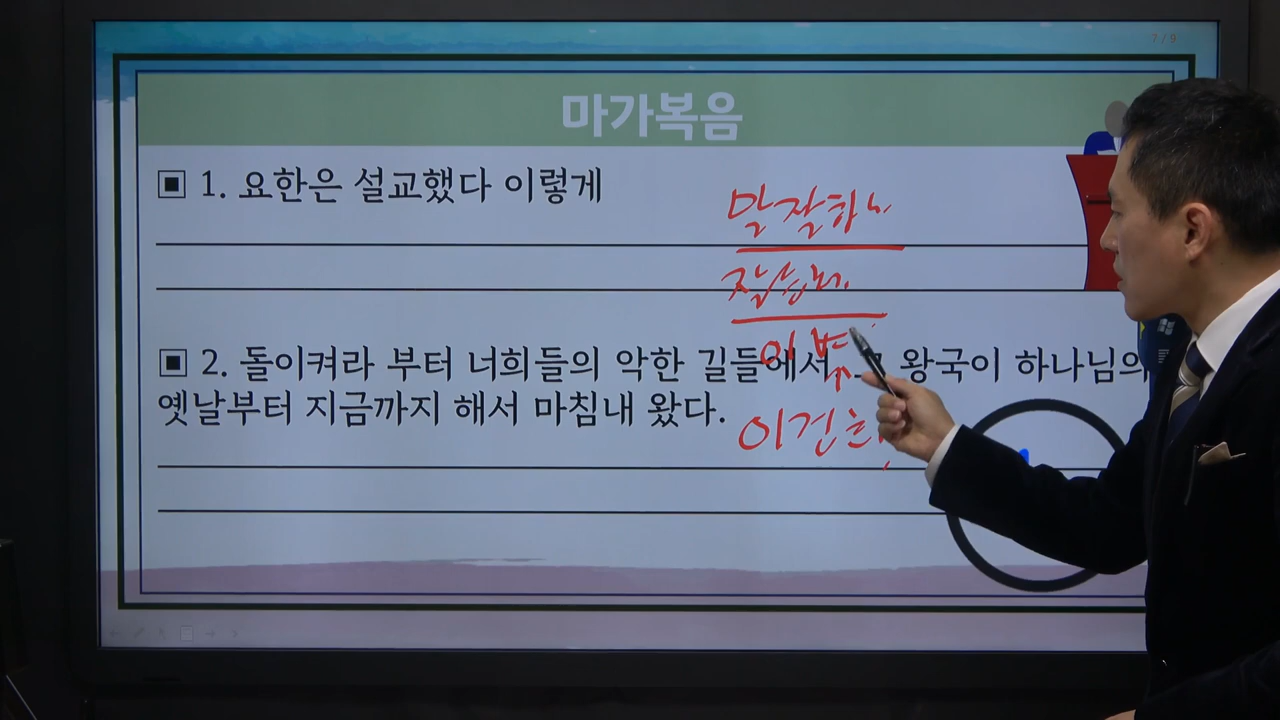 7 / 9
마가복음
▣ 1. 요한은 설교했다 이렇게
말 잘하
▣ 2. 돌이켜라 부터 너희들의 악한 길들에서 왕국이 하나님의
옛날부터 지금까지 해서 마침내 왔다.
이건희